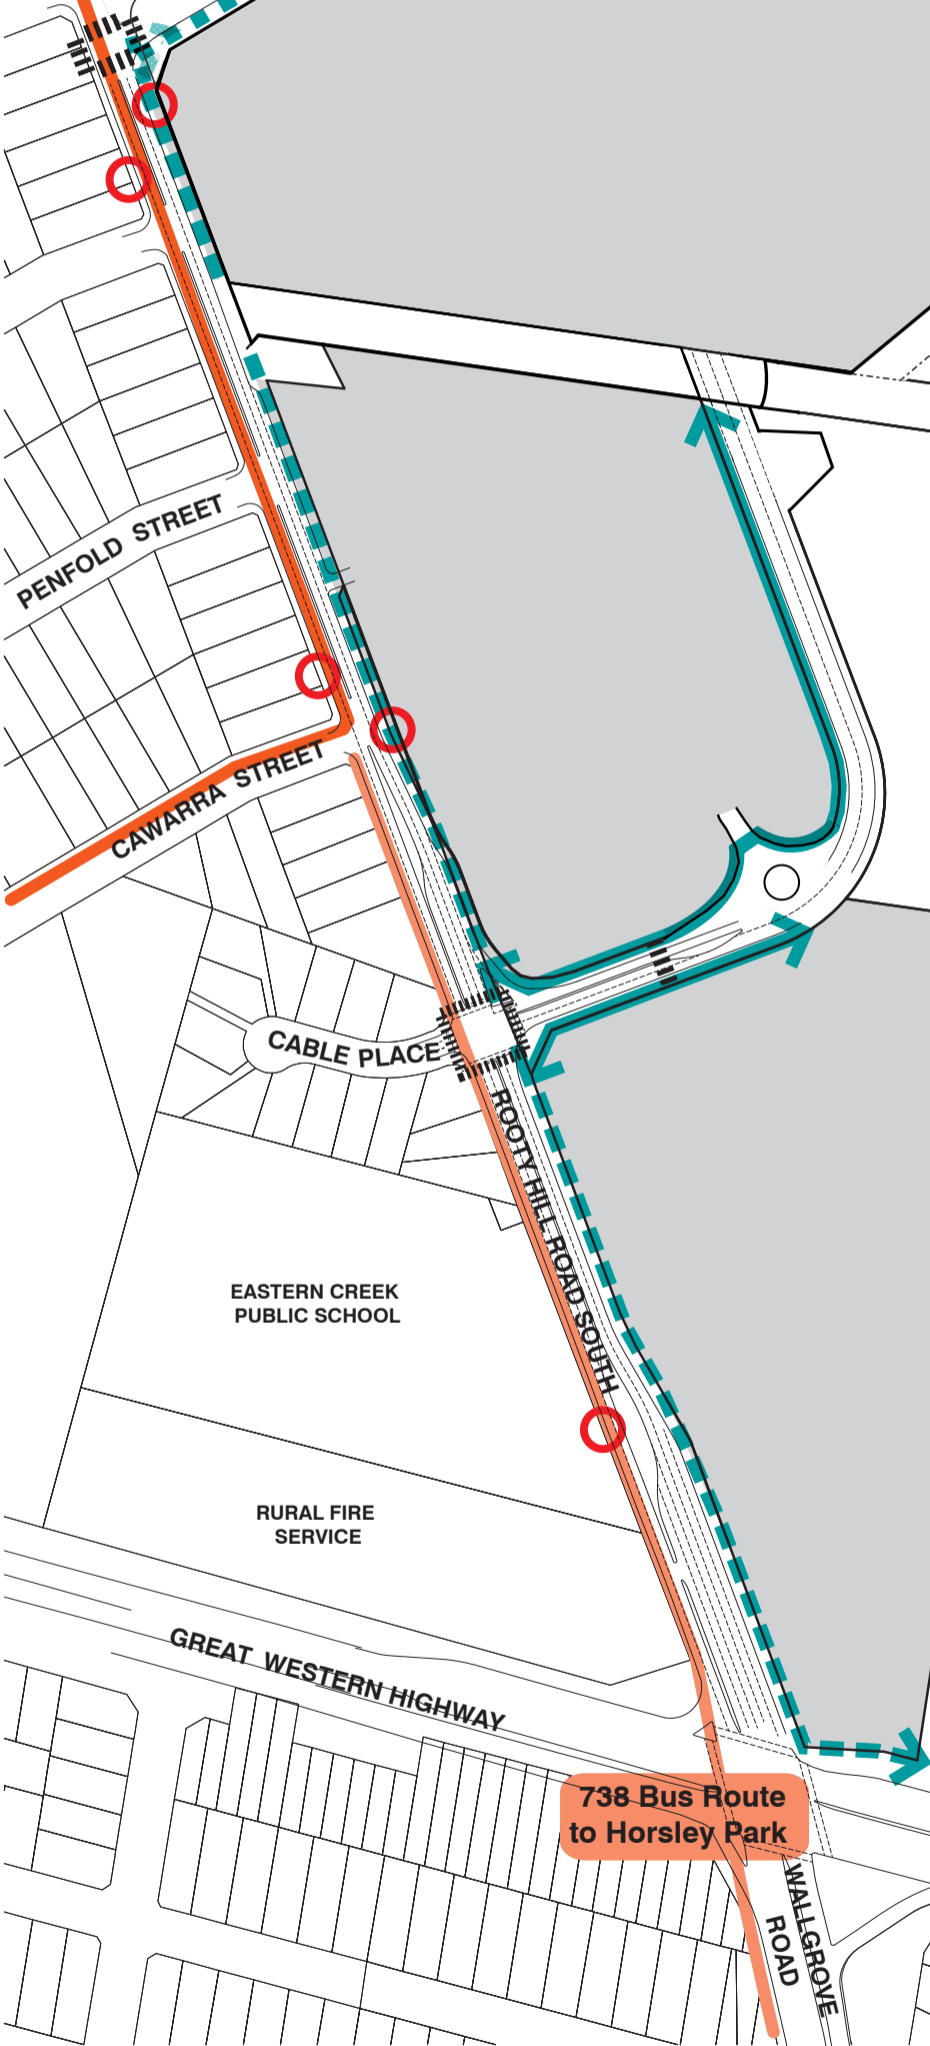 PENFOLD STREET
CAWARRA STREET
CABLE PLACE
ROOTY HILL ROAD SOUTH
EASTERN CREEK
PUBLIC SCHOOL
RURAL FIRE
SERVICE
GREAT WESTERN HIGHWAY
738 Bus Route
to Horsley Park
WALLGROVE
ROAD